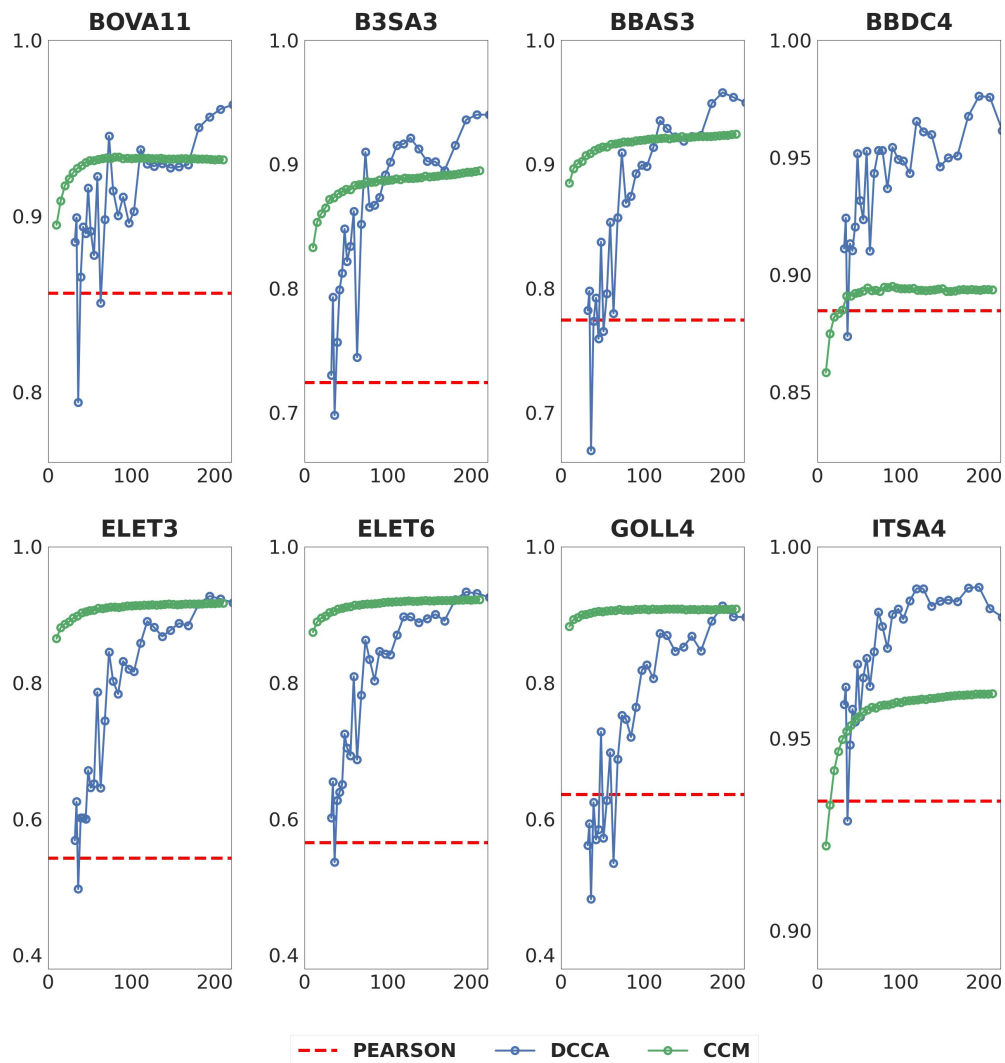 BOVA11 B3SA3 BBAS3 BBDC4
1.0 1.0 1.0 1.00
0.9 0.9 0.9 0.95
0.8 0.8 0.8 0.90
0.7 0.7 0.85
0 100 200 0 100 200 0 100 200 0 100 200
ELET3 ELET6 GOLL4 ITSA4
1.0 1.0 1.0 1.00
0.8 0.8 0.8 0.95
0.6 0.6 0.6 0.90
0.4 0.4 0.4
0 100 200 0 100 200 0 100 200 0 100 200
PEARSON DCCA CCM